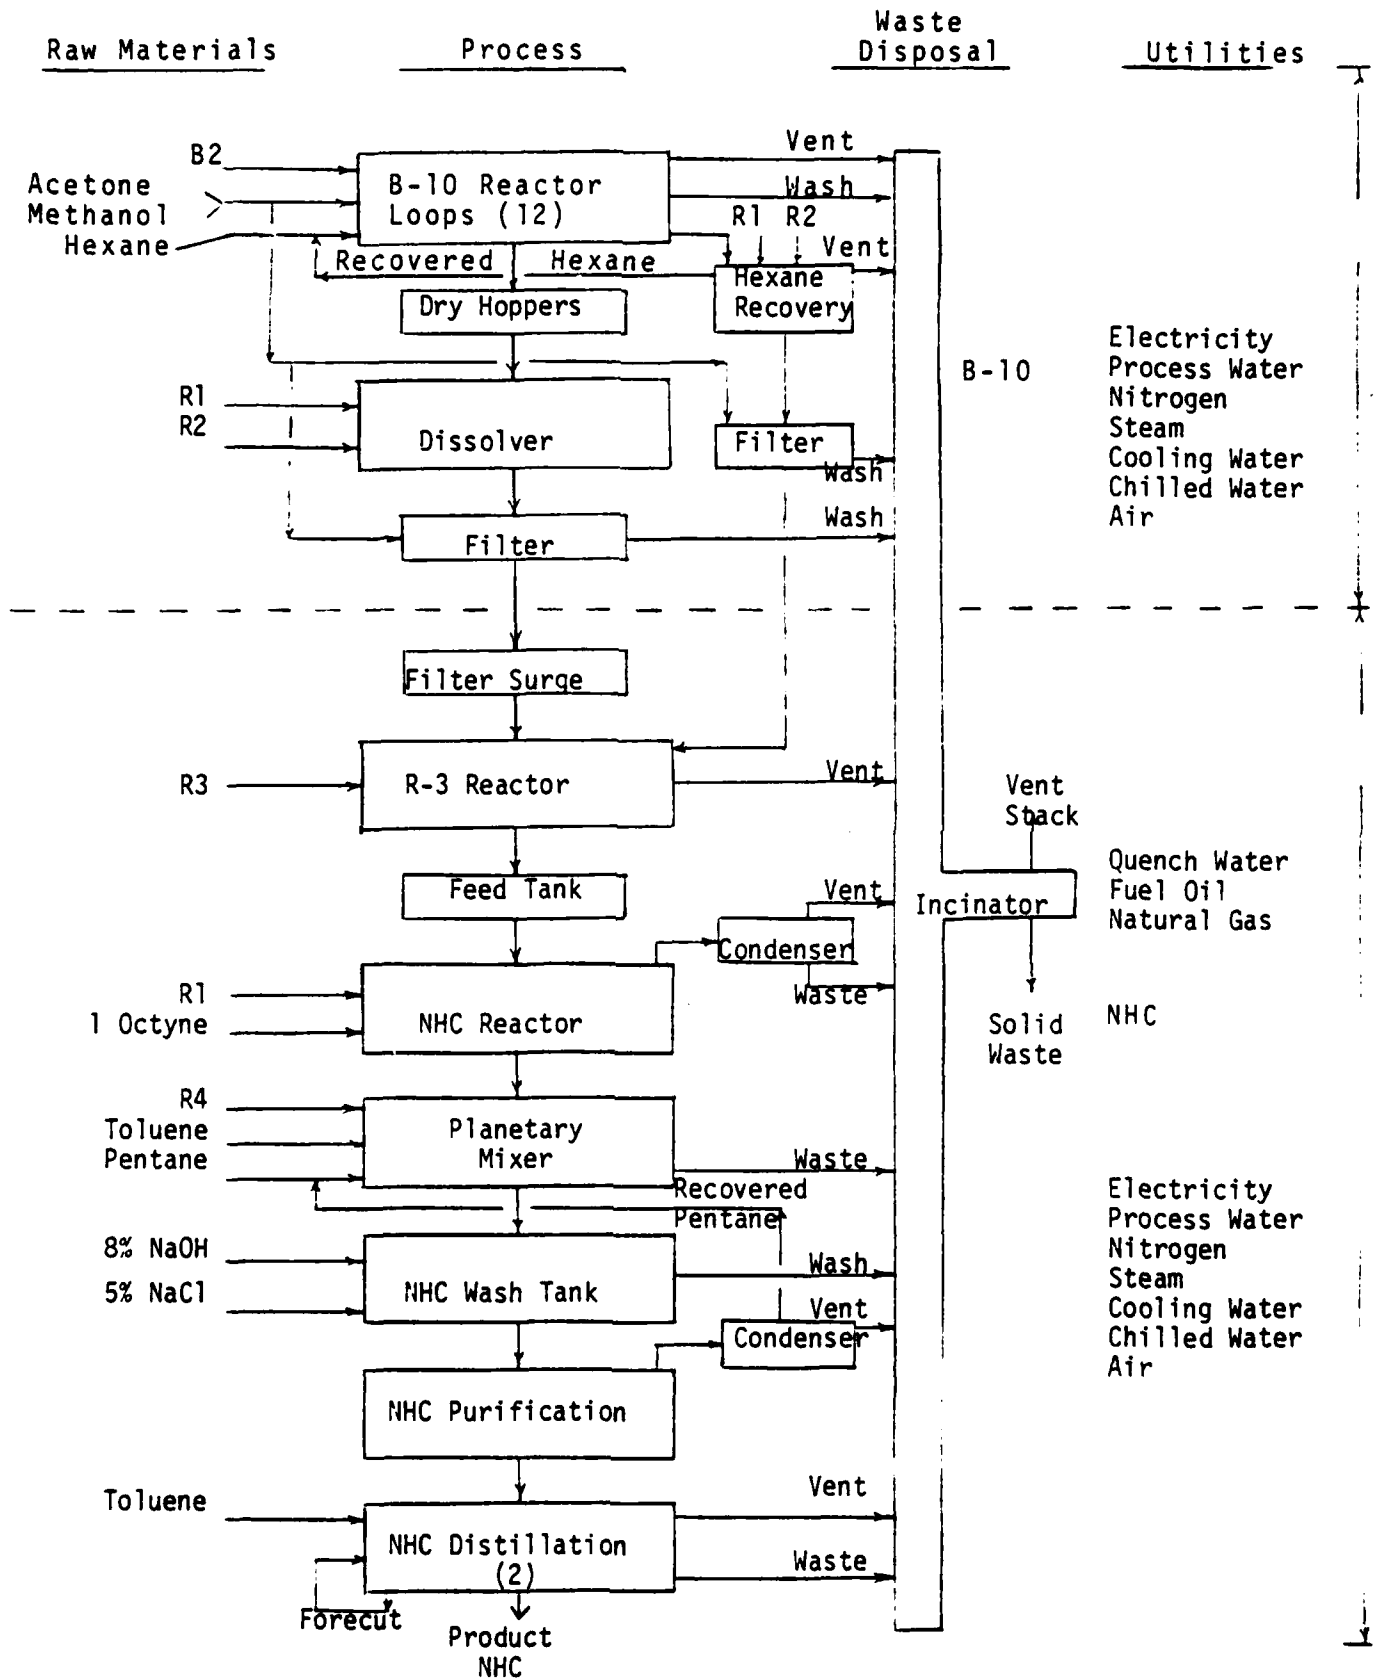 Raw Materials
Process
Waste
Disposal
Utilities
B2
Acetone
Methanol
Hexane
B-10 Reactor
Loops (12)
Vent
Wash
R1 R2
Vent
Recovered Hexane
Hexane
Recovery
Dry Hoppers
R1
R2
Dissolver
Filter
Wash
Filter
Wash
B-10
Electricity
Process Water
Nitrogen
Steam
Cooling Water
Chilled Water
Air
Filter Surge
R3
R-3 Reactor
Vent
Feed Tank
Vent
Condenser
Waste
Vent
Stack
Incinator
Solid
Waste
Quench Water
Fuel Oil
Natural Gas
NHC
R1
1 Octyne
NHC Reactor
R4
Toluene
Pentane
Planetary
Mixer
Waste
Recovered
Pentane
8% NaOH
5% NaCl
NHC Wash Tank
Wash
Vent
Condenser
Electricity
Process Water
Nitrogen
Steam
Cooling Water
Chilled Water
Air
NHC Purification
Toluene
NHC Distillation
(2)
Vent
Waste
Forecut
Product
NHC